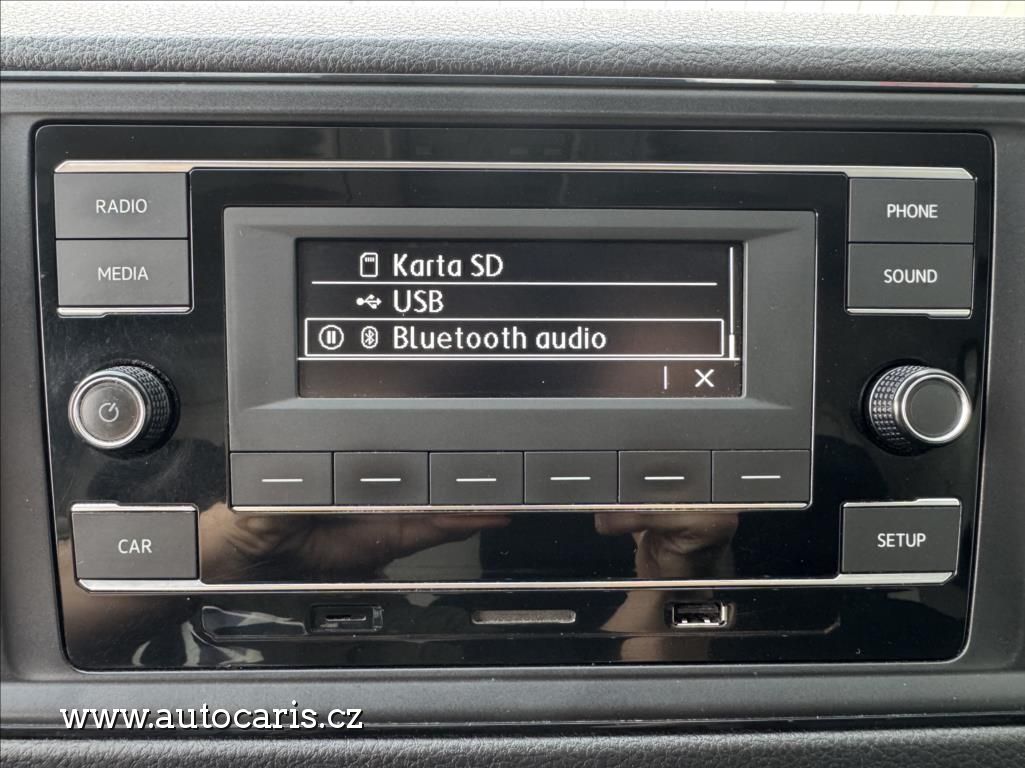 RADIO
PHONE
MEDIA
SOUND
Karta SD
USB
Bluetooth audio
CAR
SETUP
www.autocaris.cz